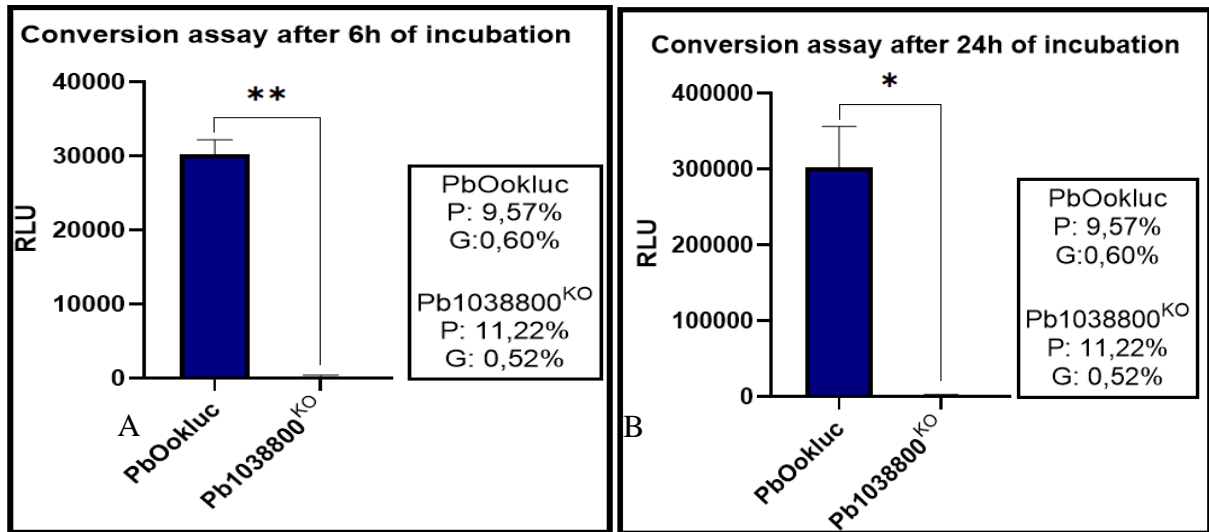 Conversion assay after 6h of incubation
40000
30000
20000
10000
0
RLU
**
PbOokluc
P: 9,57%
G:0,60%
Pb1038800KO
P: 11,22%
G: 0,52%
A
PbOokluc
Pb1038800KO
Conversion assay after 24h of incubation
400000
300000
200000
100000
0
RLU
*
PbOokluc
P: 9,57%
G:0,60%
Pb1038800KO
P: 11,22%
G: 0,52%
B
PbOokluc
Pb1038800KO